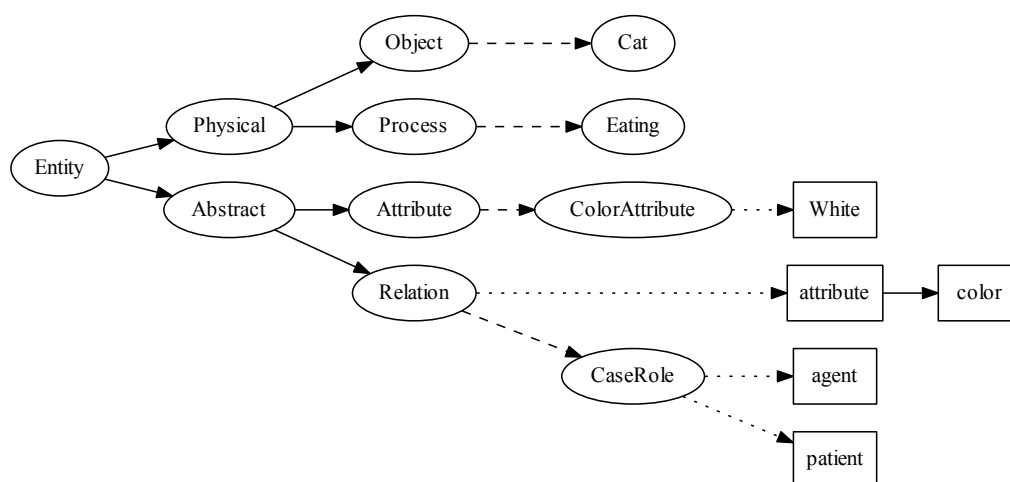 Object
Cat
Physical
Process
Eating
Entity
Abstract
Attribute
ColorAttribute
White
Relation
attribute
color
CaseRole
agent
patient